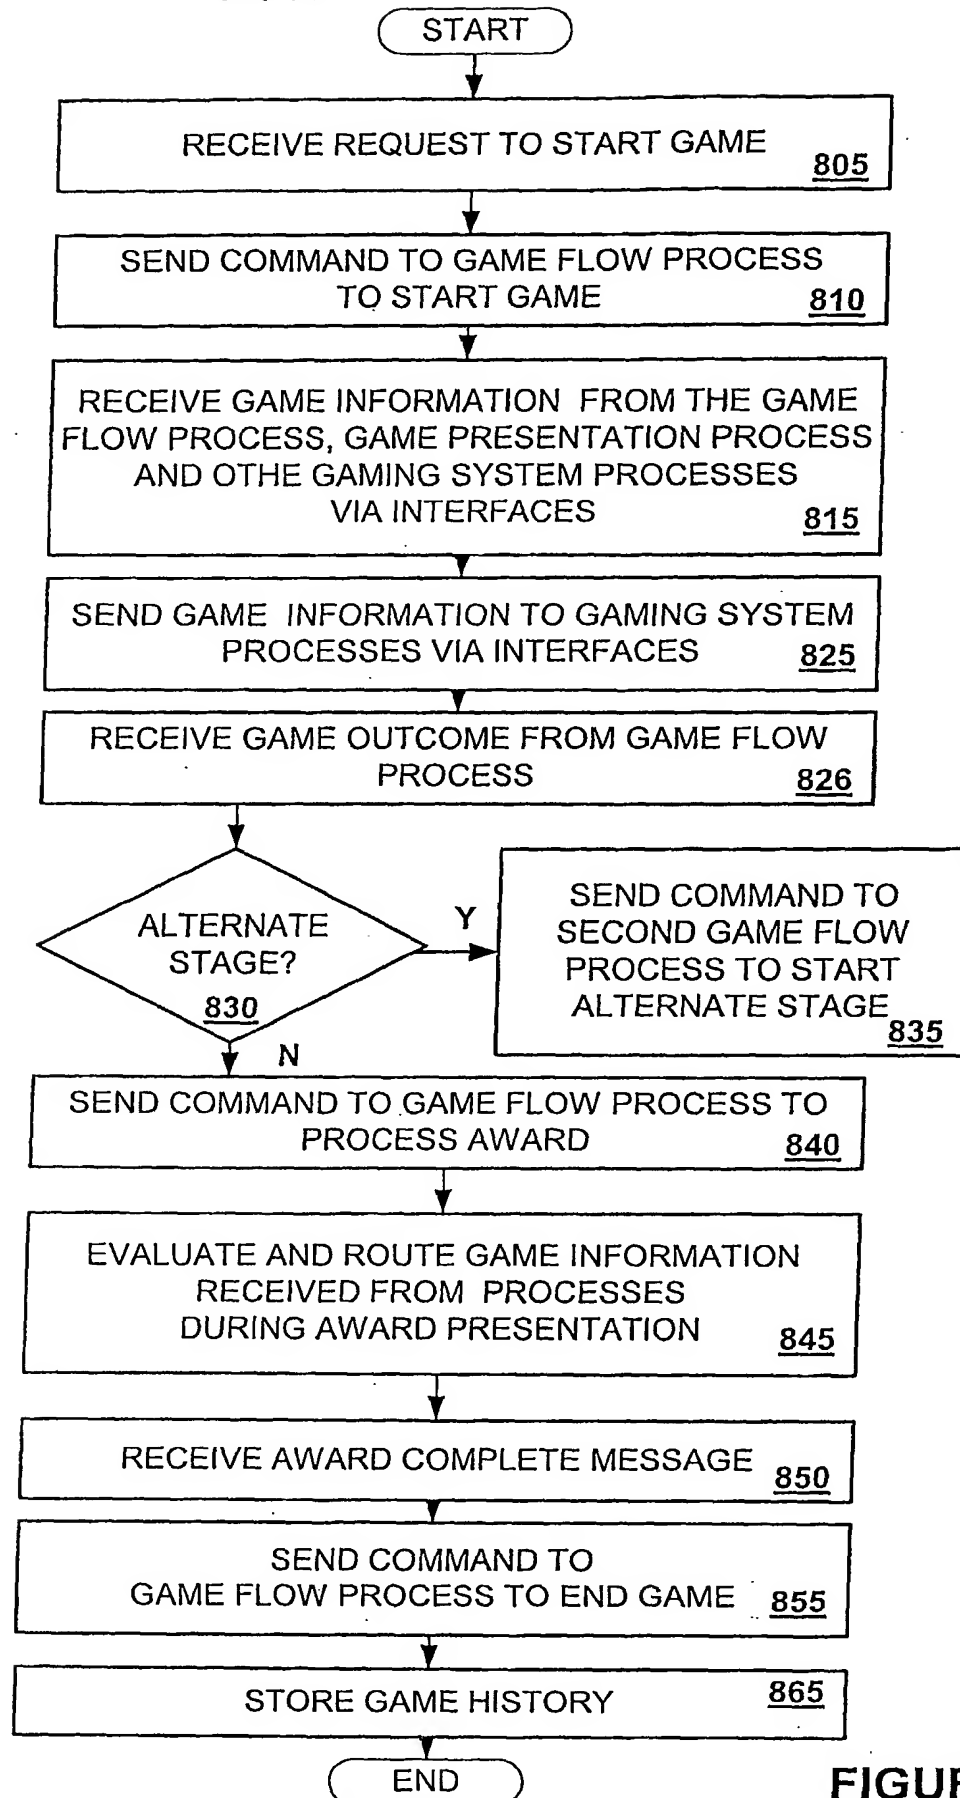 START
RECEIVE REQUEST TO START GAME
805
SEND COMMAND TO GAME FLOW PROCESS
TO START GAME
810
RECEIVE GAME INFORMATION FROM THE GAME
FLOW PROCESS, GAME PRESENTATION PROCESS
AND OTHE GAMING SYSTEM PROCESSES
VIA INTERFACES
815
SEND GAME INFORMATION TO GAMING SYSTEM
PROCESSES VIA INTERFACES
825
RECEIVE GAME OUTCOME FROM GAME FLOW
PROCESS
826
ALTERNATE
STAGE?
830
Y
SEND COMMAND TO
SECOND GAME FLOW
PROCESS TO START
ALTERNATE STAGE
835
N
SEND COMMAND TO GAME FLOW PROCESS TO
PROCESS AWARD
840
EVALUATE AND ROUTE GAME INFORMATION
RECEIVED FROM PROCESSES
DURING AWARD PRESENTATION
845
RECEIVE AWARD COMPLETE MESSAGE
850
SEND COMMAND TO
GAME FLOW PROCESS TO END GAME
855
STORE GAME HISTORY
865
END